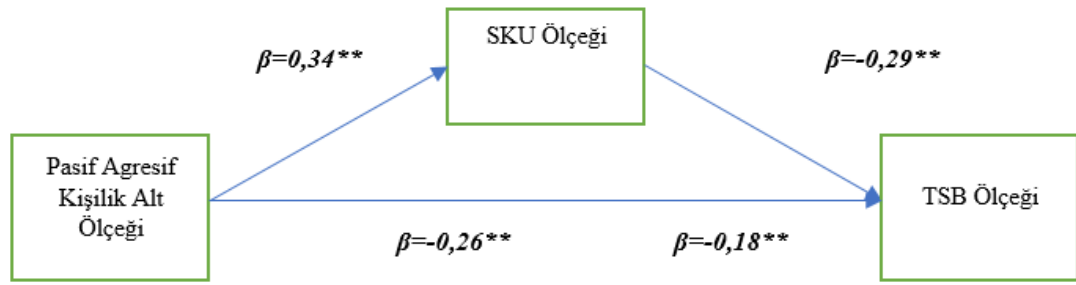 SKU Ölçeği
β=0,34**
β=-0,29**
Pasif Agresif
Kişilik Alt
Ölçeği
TSB Ölçeği
β=-0,26**
β=-0,18**